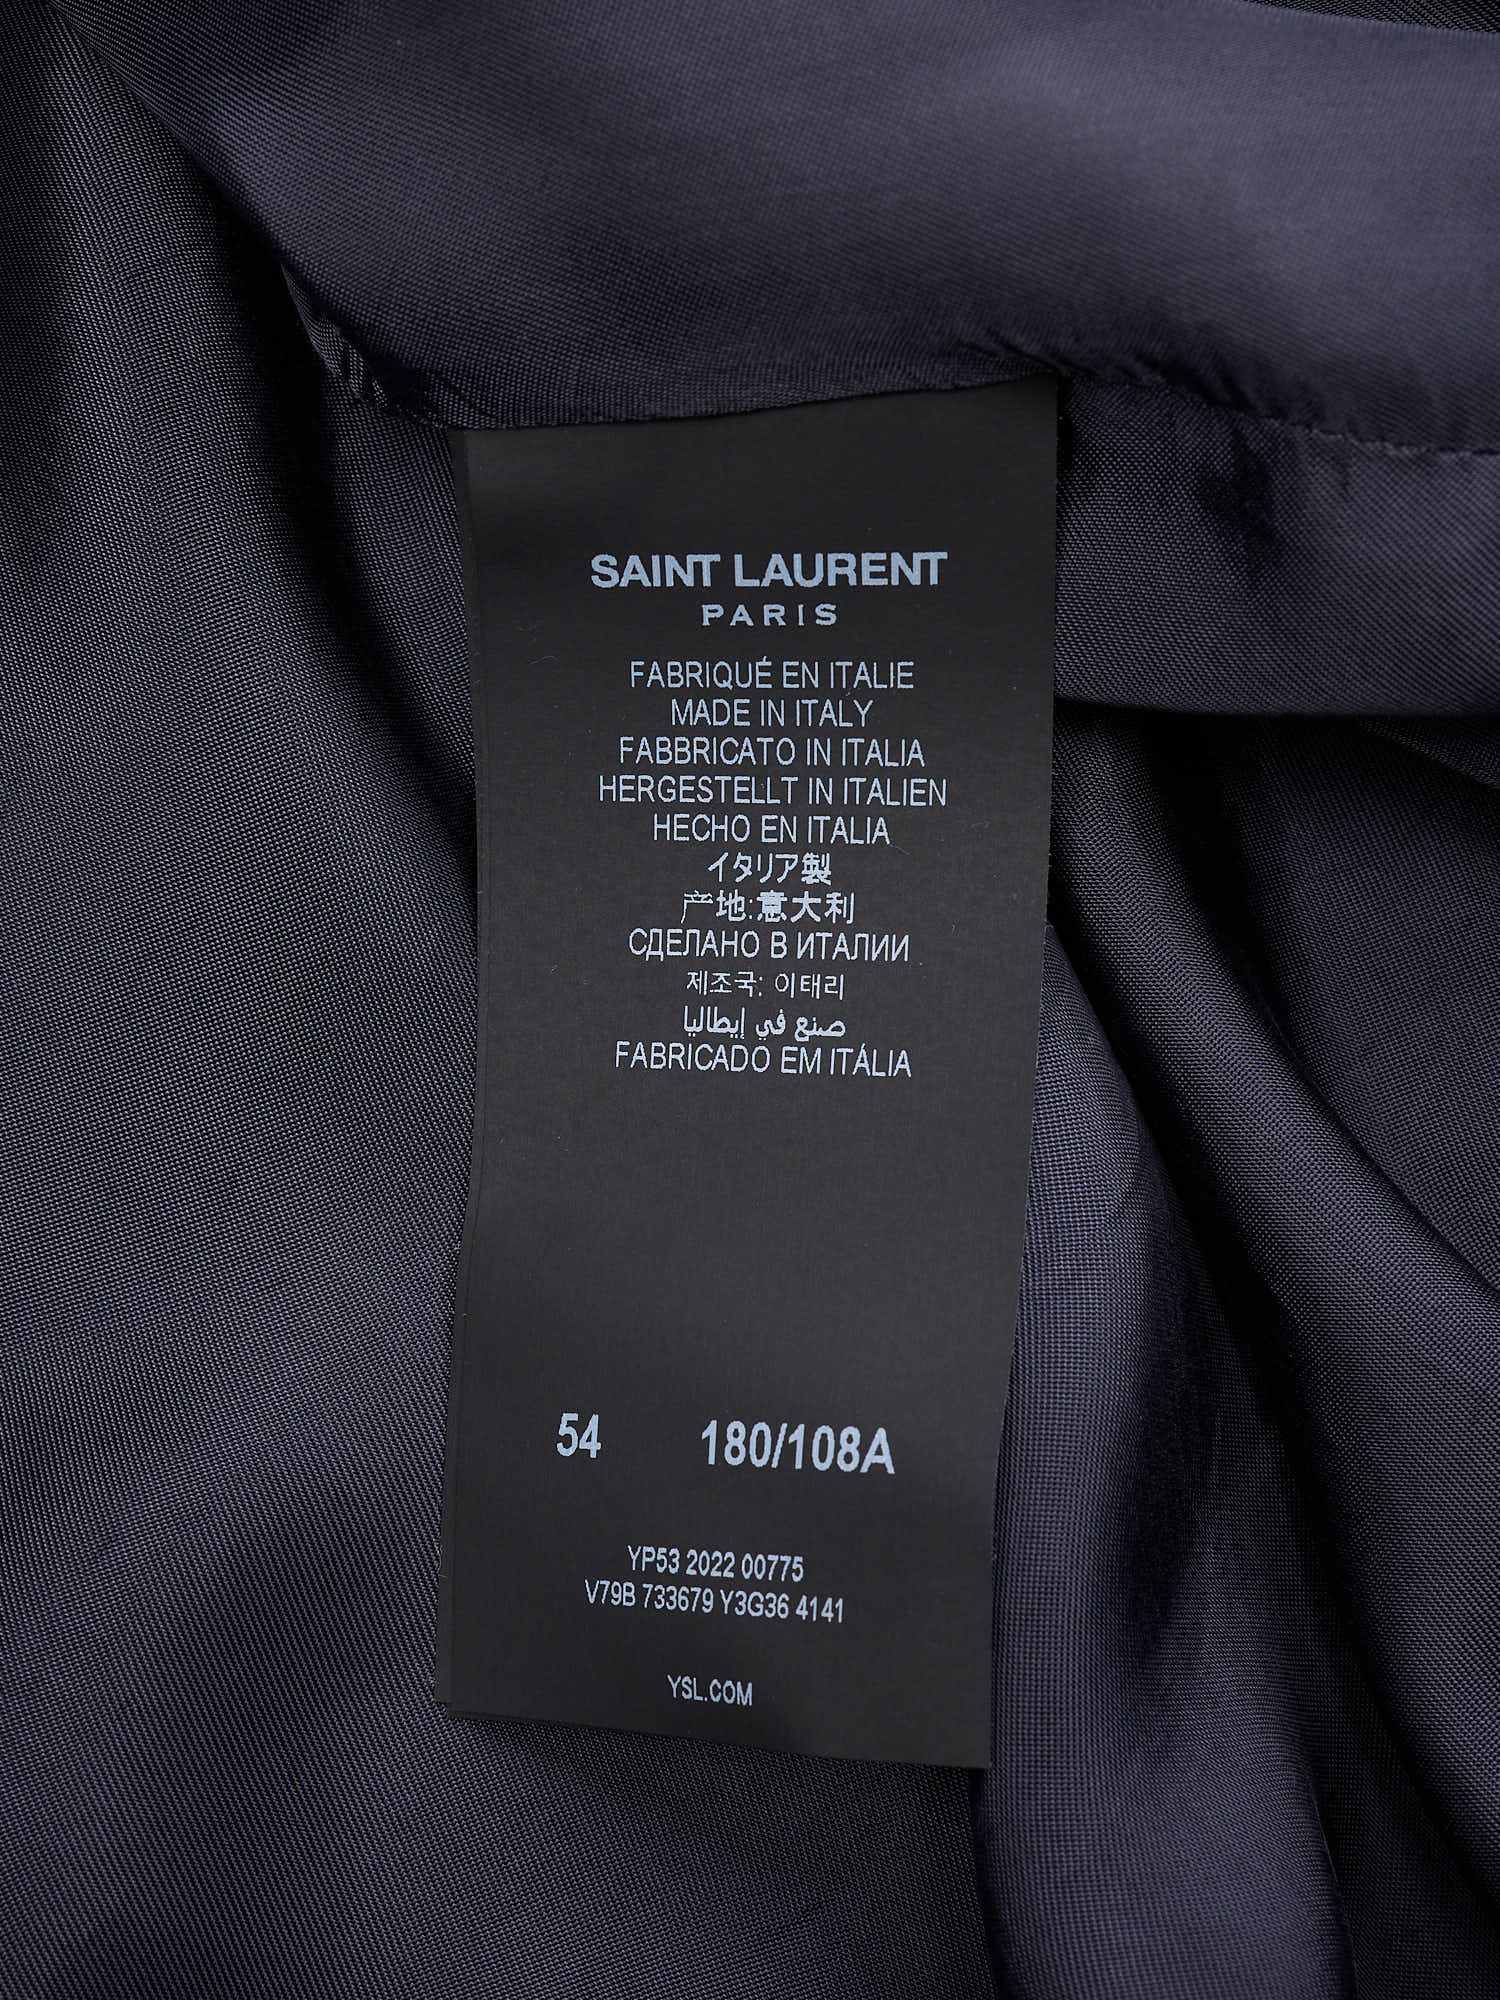 SAINT LAURENT
PARIS
FABRIQUÉ EN ITALIE
MADE IN ITALY
FABBRICATO IN ITALIA
HERGESTELLT IN ITALIEN
HECHO EN ITALIA
イタリア製
产地:意大利
СДЕЛАНО В ИТАЛИИ
제조국: 이태리
صنع في إيطاليا
FABRICADO EM ITÁLIA
54 180/108A
YP53 2022 00775
V79B 733679 Y3G36 4141
YSL.COM